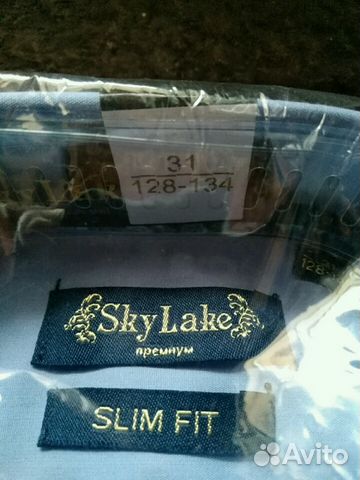 31
128-134
128-
SkyLake
премиум
SLIM FIT
Avito